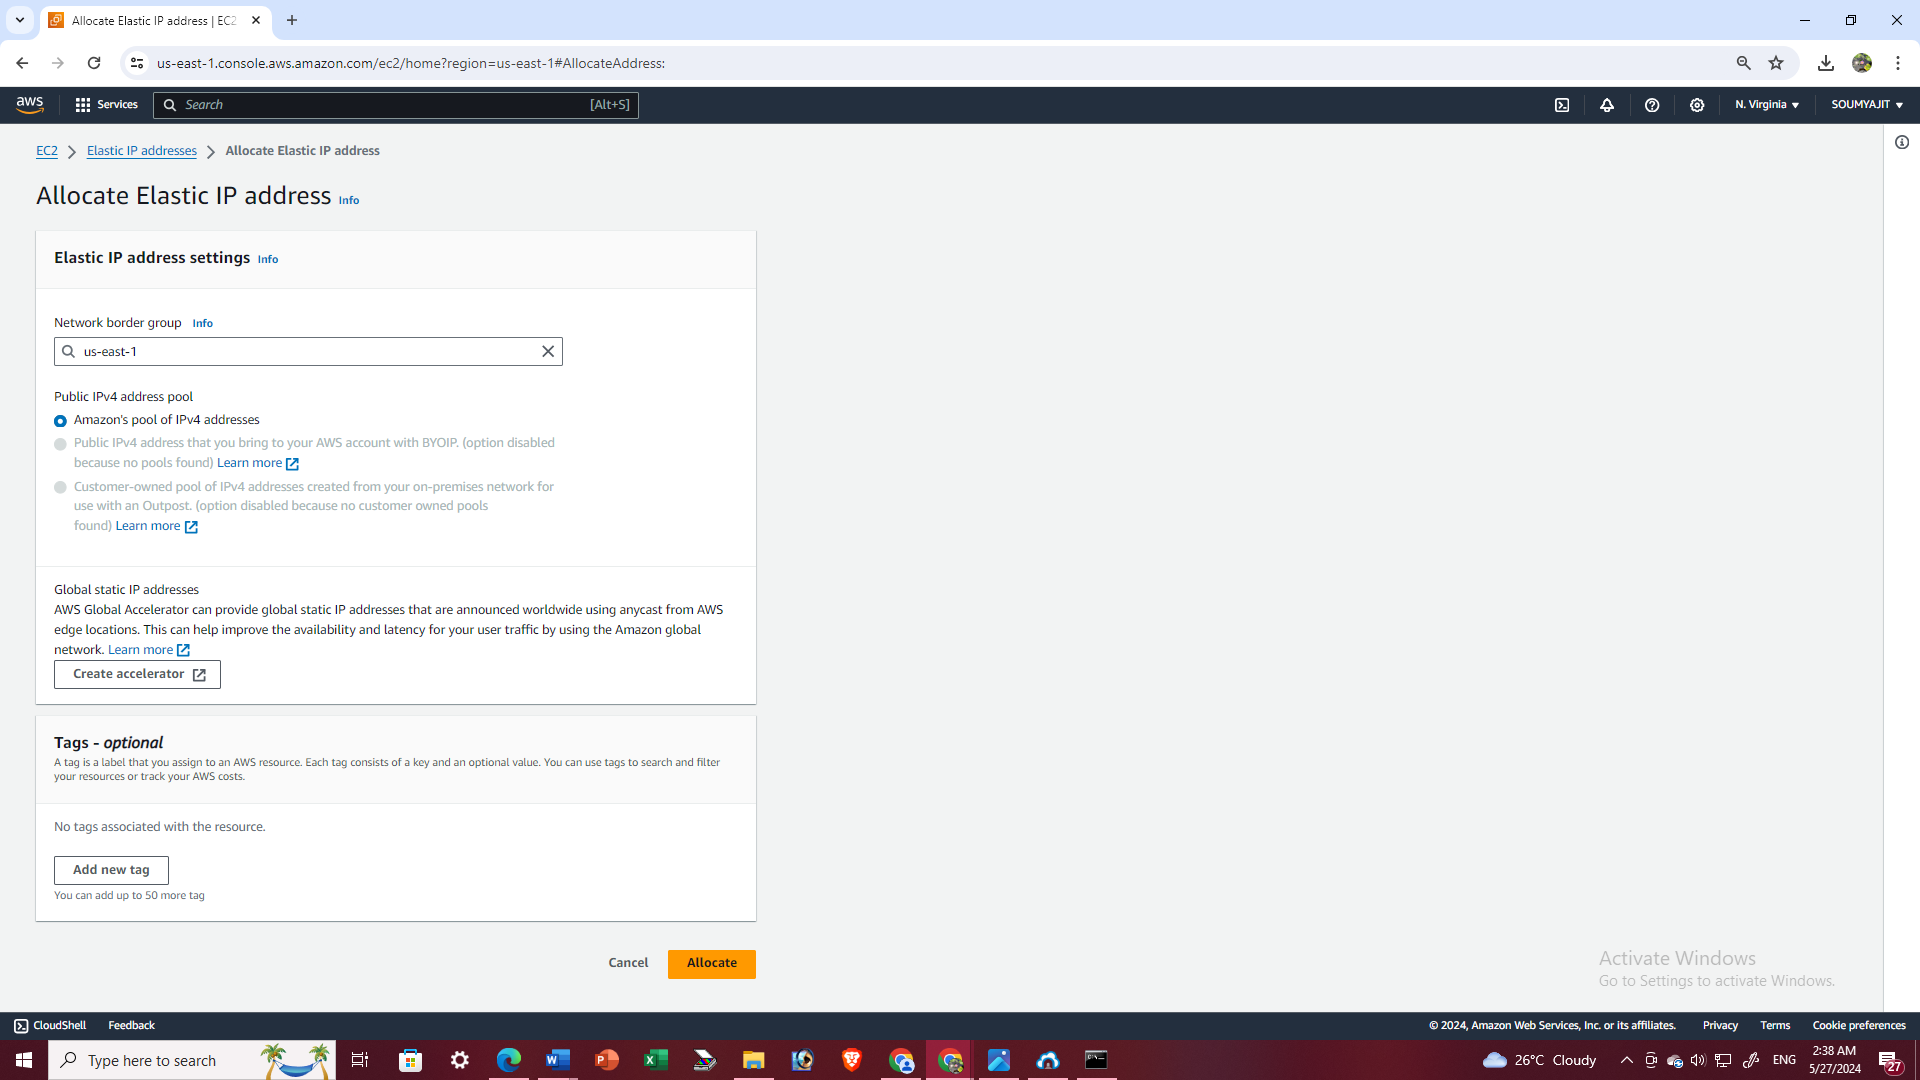 Allocate Elastic IP address | EC2
us-east-1.console.aws.amazon.com/ec2/home?region=us-east-1#AllocateAddress:
aws
Services
Search
[Alt+S]
N. Virginia
SOUMYAJIT
EC2
Elastic IP addresses
Allocate Elastic IP address
Allocate Elastic IP address Info
Elastic IP address settings Info
Network border group Info
us-east-1
Public IPv4 address pool
Amazon's pool of IPv4 addresses
Public IPv4 address that you bring to your AWS account with BYOIP. (option disabled
because no pools found) Learn more
Customer-owned pool of IPv4 addresses created from your on-premises network for
use with an Outpost. (option disabled because no customer owned pools
found) Learn more
Global static IP addresses
AWS Global Accelerator can provide global static IP addresses that are announced worldwide using anycast from AWS
edge locations. This can help improve the availability and latency for your user traffic by using the Amazon global
network. Learn more
Create accelerator
Tags - optional
A tag is a label that you assign to an AWS resource. Each tag consists of a key and an optional value. You can use tags to search and filter
your resources or track your AWS costs.
No tags associated with the resource.
Add new tag
You can add up to 50 more tag
Cancel
Allocate
Activate Windows
Go to Settings to activate Windows.
CloudShell
Feedback
© 2024, Amazon Web Services, Inc. or its affiliates.
Privacy
Terms
Cookie preferences
Type here to search
26°C Cloudy
ENG
2:38 AM
5/27/2024
27